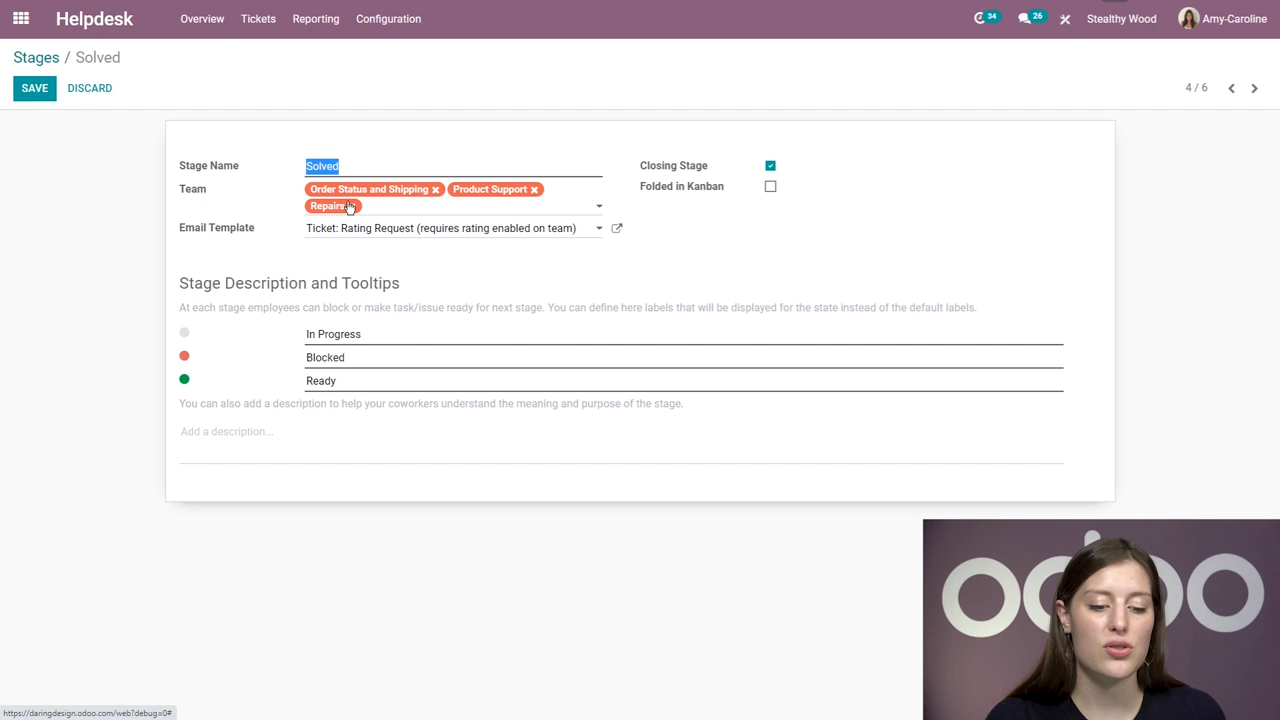 Helpdesk Overview Tickets Reporting Configuration 34 26 Stealthy Wood Amy-Caroline
Stages / Solved
SAVE DISCARD 4 / 6
Stage Name Solved Closing Stage
Team Order Status and Shipping Product Support Folded in Kanban
Repairs
Email Template Ticket: Rating Request (requires rating enabled on team)
Stage Description and Tooltips
At each stage employees can block or make task/issue ready for next stage. You can define here labels that will be displayed for the state instead of the default labels.
In Progress
Blocked
Ready
You can also add a description to help your coworkers understand the meaning and purpose of the stage.
Add a description...
odoo
https://daringdesign.odoo.com/web?debug=0#